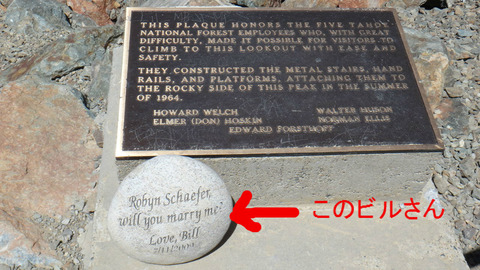 THIS PLAQUE HONORS THE FIVE TAHOE
NATIONAL FOREST EMPLOYEES WHO, WITH GREAT
DIFFICULTY, MADE IT POSSIBLE FOR VISITORS TO
CLIMB TO THIS LOOKOUT WITH EASE AND
SAFETY.
THEY CONSTRUCTED THE METAL STAIRS, HAND
RAILS, AND PLATFORMS, ATTACHING THEM TO
THE ROCKY SIDE OF THIS PEAK IN THE SUMMER
OF 1964.
HOWARD WELCH WALTER
ELMER (DON) HOSKIN NORMAN ELLIS
EDWARD FORSTHOFF
Robyn Schaefer,
will you marry me?
Love, Bill
このビルさん